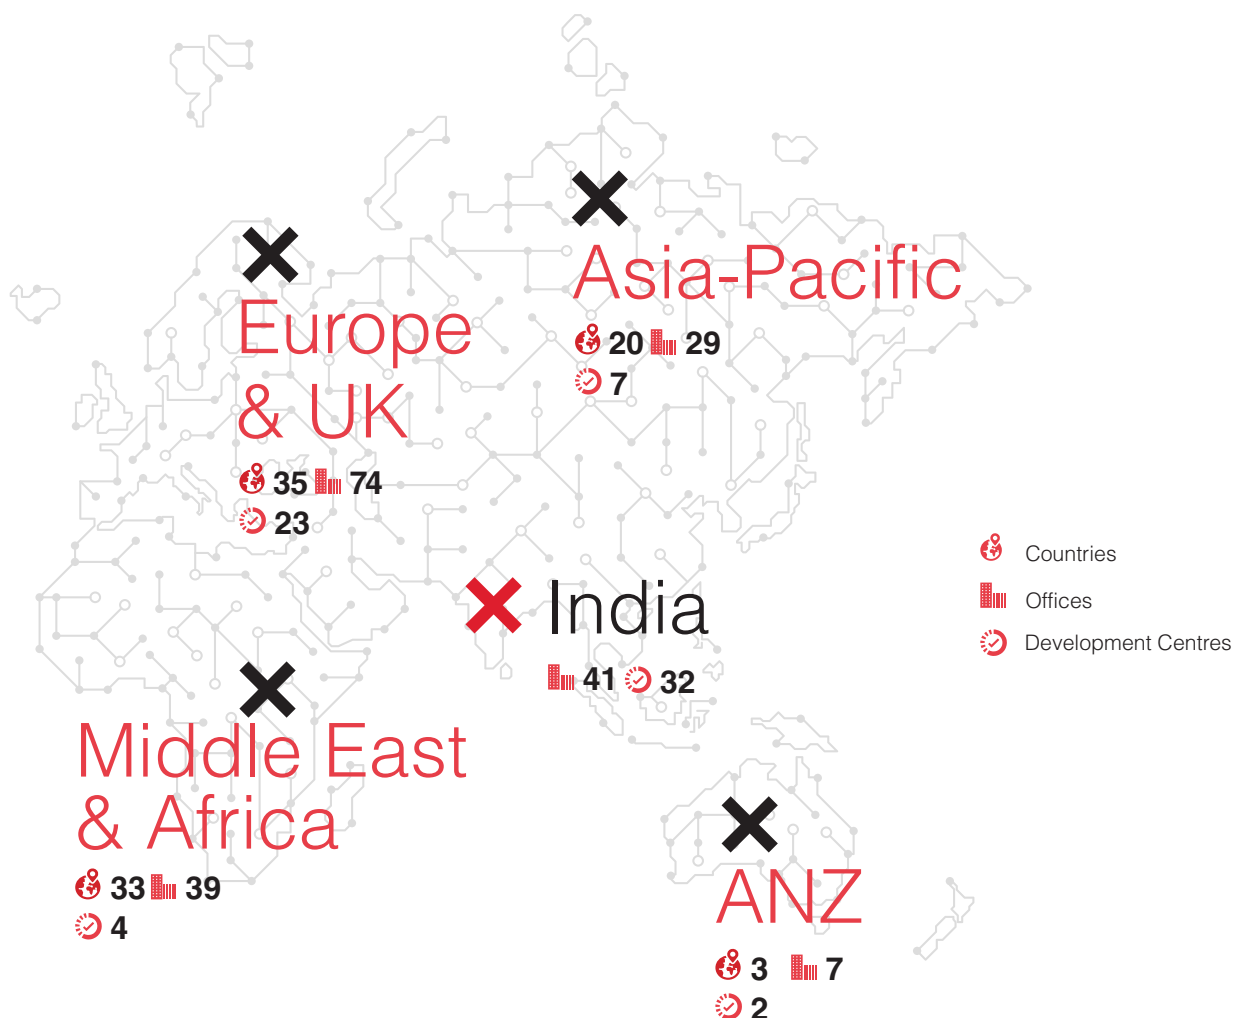 Asia-Pacific
20 29
7
Europe
& UK
35 74
23
India
41 32
Middle East
& Africa
33 39
4
ANZ
3 7
2
Countries
Offices
Development Centres